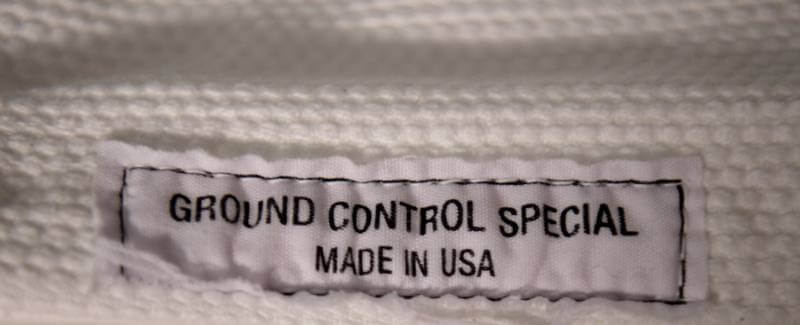 GROUND CONTROL SPECIAL
MADE IN USA